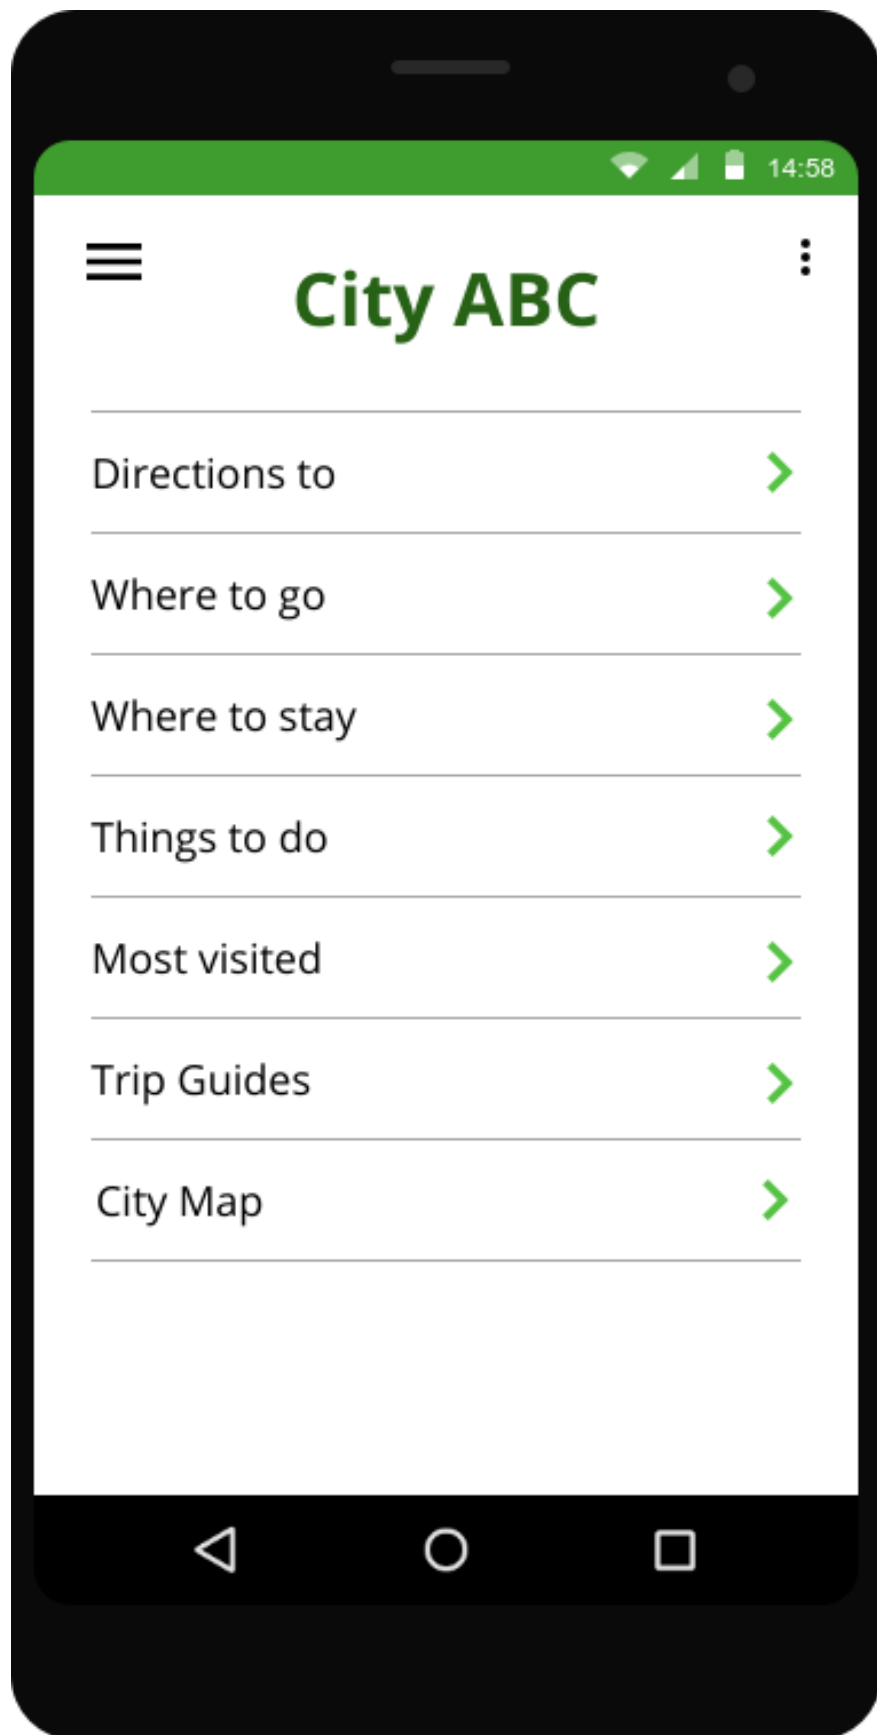 14:58
City ABC
Directions to
Where to go
Where to stay
Things to do
Most visited
Trip Guides
City Map